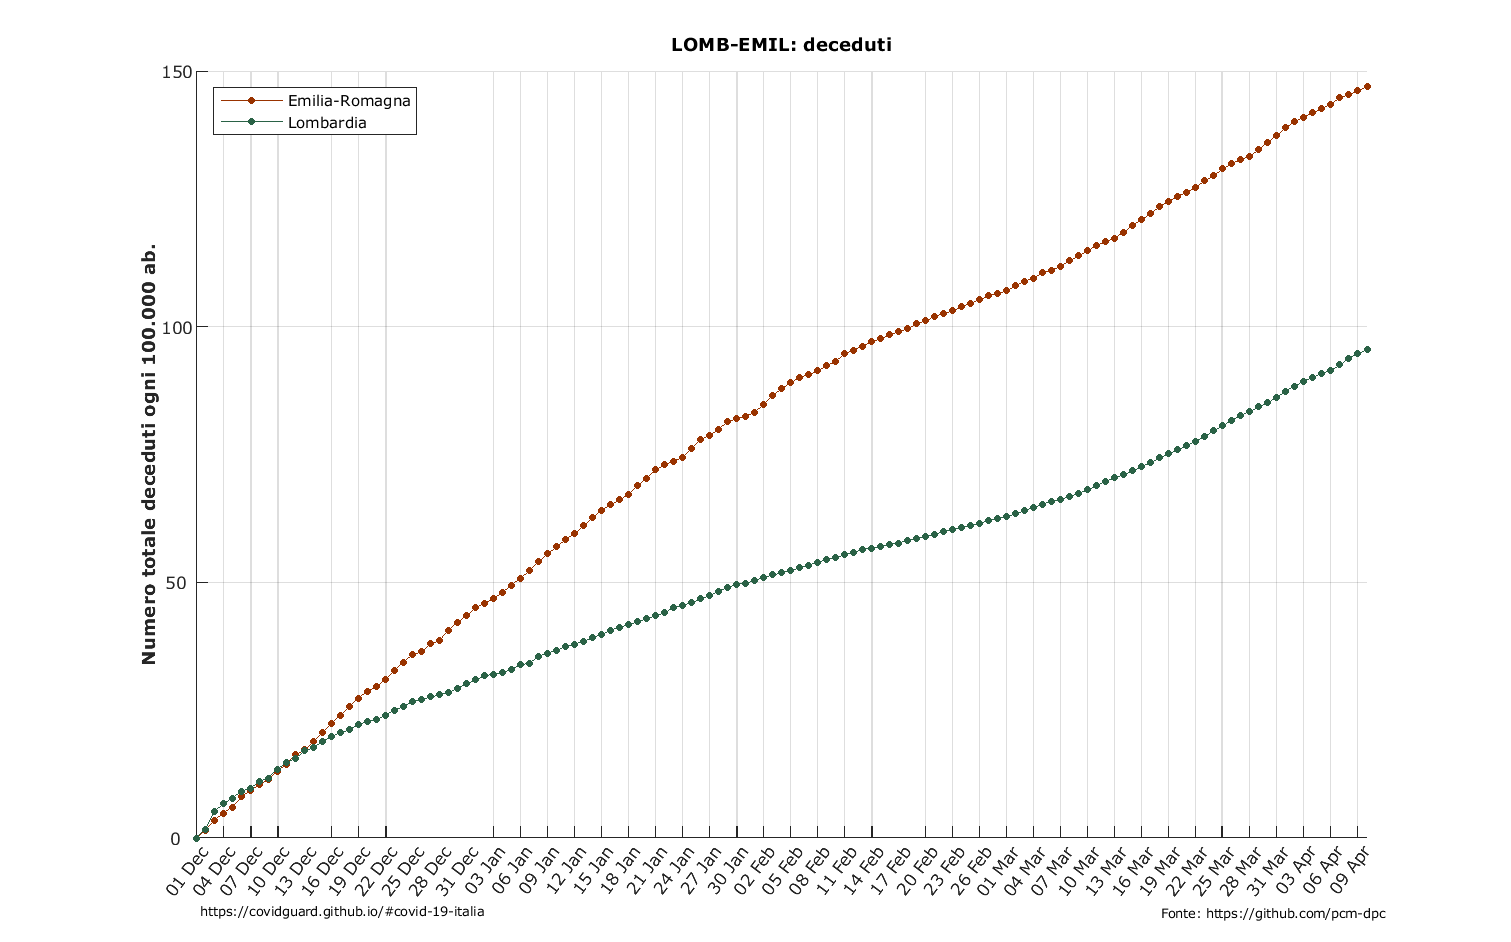 LOMB-EMIL: deceduti
Emilia-Romagna
Lombardia
Numero totale deceduti ogni 100.000 ab.
150
100
50
0
01 Dec
04 Dec
07 Dec
10 Dec
13 Dec
16 Dec
19 Dec
22 Dec
25 Dec
28 Dec
31 Dec
03 Jan
06 Jan
09 Jan
12 Jan
15 Jan
18 Jan
21 Jan
24 Jan
27 Jan
30 Jan
02 Feb
05 Feb
08 Feb
11 Feb
14 Feb
17 Feb
20 Feb
23 Feb
26 Feb
01 Mar
04 Mar
07 Mar
10 Mar
13 Mar
16 Mar
19 Mar
22 Mar
25 Mar
28 Mar
31 Mar
03 Apr
06 Apr
09 Apr
https://covidguard.github.io/#covid-19-italia
Fonte: https://github.com/pcm-dpc